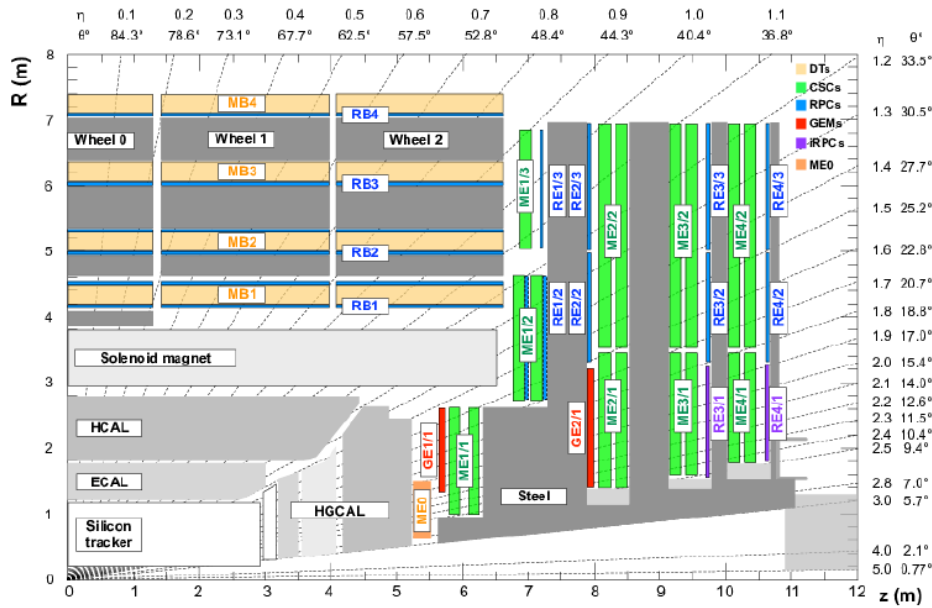 η 0.1 0.2 0.3 0.4 0.5 0.6 0.7 0.8 0.9 1.0 1.1
θ° 84.3° 78.6° 73.1° 67.7° 62.5° 57.5° 52.8° 48.4° 44.3° 40.4° 36.8° η θ°
R (m)
8
7
6
5
4
3
2
1
0
1.2 33.5°
1.3 30.5°
1.4 27.7°
1.5 25.2°
1.6 22.8°
1.7 20.7°
1.8 18.8°
1.9 17.0°
2.0 15.4°
2.1 14.0°
2.2 12.6°
2.3 11.5°
2.4 10.4°
2.5 9.4°
2.8 7.0°
3.0 5.7°
4.0 2.1°
5.0 0.77°
DTs
CSCs
RPCs
GEMs
iRPCs
ME0
MB4
RB4
Wheel 0
Wheel 1
Wheel 2
MB3
RB3
MB2
RB2
MB1
RB1
Solenoid magnet
HCAL
ECAL
Silicon
tracker
HGCAL
Steel
ME0
GE1/1
ME1/1
ME1/2
ME1/3
RE1/3
RE2/3
RE1/2
RE2/2
GE2/1
ME2/2
ME2/1
ME3/2
ME3/1
RE3/3
RE3/2
RE3/1
ME4/2
ME4/1
RE4/3
RE4/2
RE4/1
0 1 2 3 4 5 6 7 8 9 10 11 12
z (m)